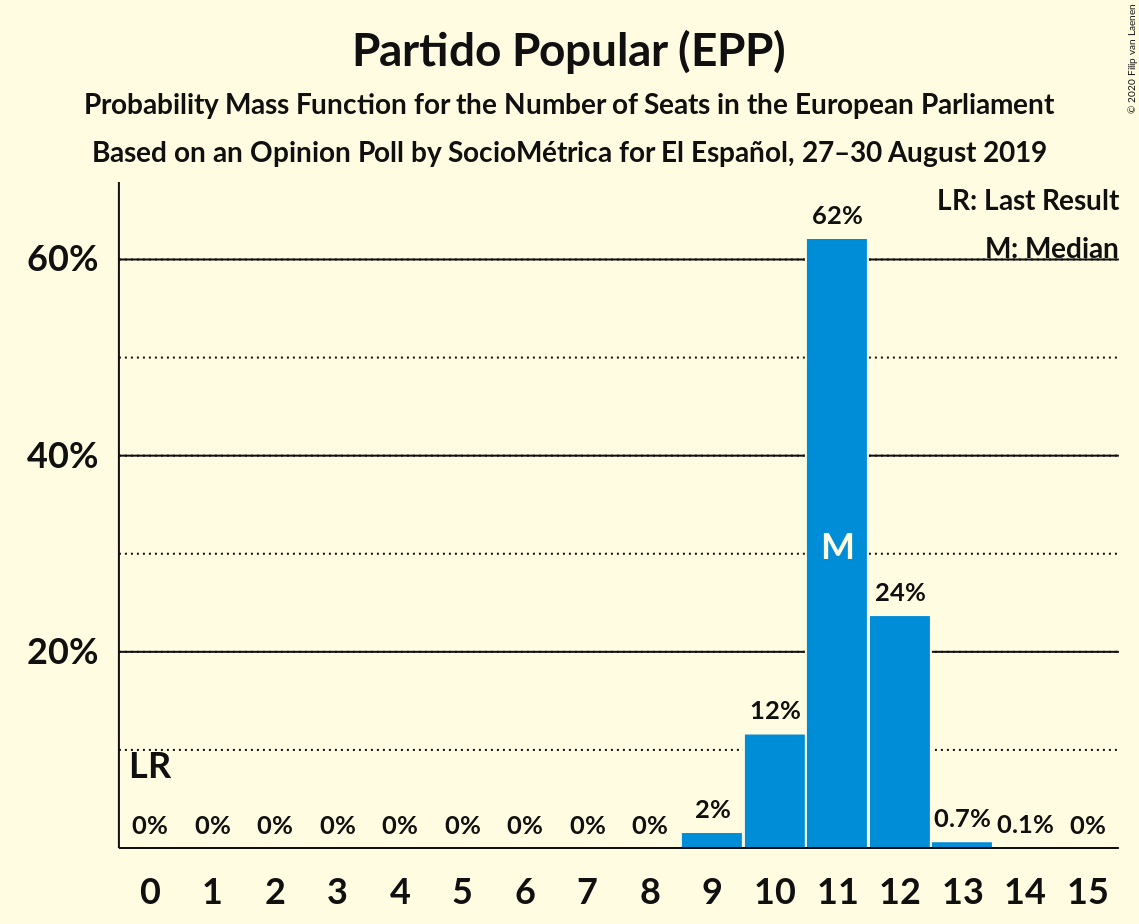 Partido Popular (EPP)
Probability Mass Function for the Number of Seats in the European Parliament
Based on an Opinion Poll by SocioMétrica for El Español, 27–30 August 2019
© 2020 Filip van Laenen
LR: Last Result
M: Median
62%
60%
40%
M
24%
20%
12%
LR
2%
0% 0% 0% 0% 0% 0% 0% 0% 0% 0.7% 0.1% 0%
0 1 2 3 4 5 6 7 8 9 10 11 12 13 14 15